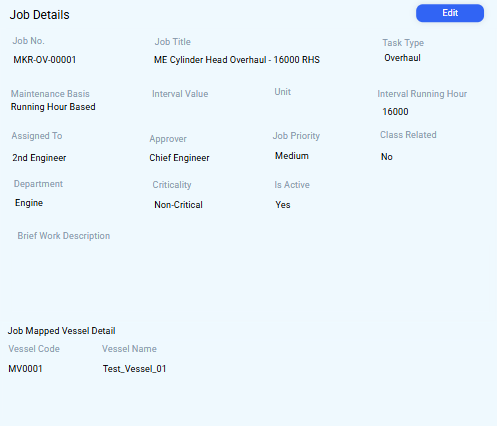 Job Details
Edit
Job No.
Job Title
Task Type
MKR-OV-00001
ME Cylinder Head Overhaul - 16000 RHS
Overhaul
Maintenance Basis
Interval Value
Unit
Interval Running Hour
Running Hour Based
16000
Assigned To
Approver
Job Priority
Class Related
2nd Engineer
Chief Engineer
Medium
No
Department
Criticality
Is Active
Engine
Non-Critical
Yes
Brief Work Description
Job Mapped Vessel Detail
Vessel Code
Vessel Name
MV0001
Test_Vessel_01